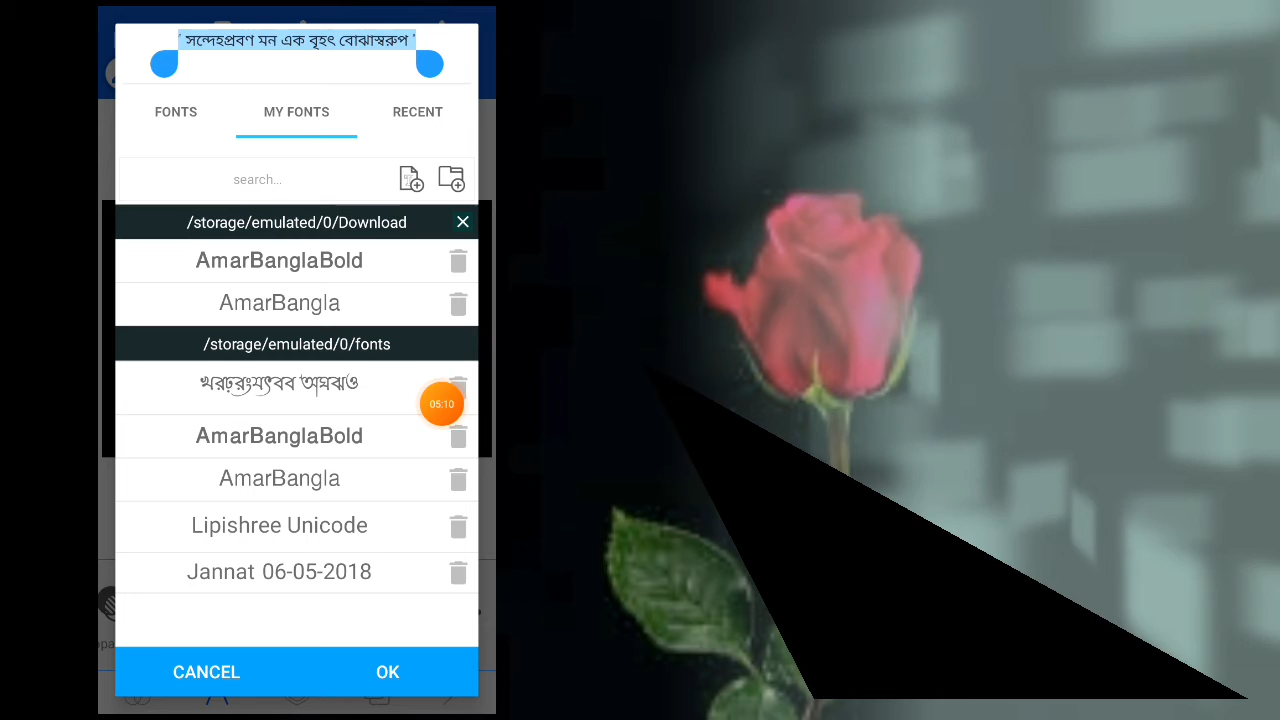 " সন্দেহপ্রবণ মন এক বৃহৎ বোঝাস্বরুপ "
FONTS MY FONTS RECENT
search...
/storage/emulated/0/Download
AmarBanglaBold
AmarBangla
/storage/emulated/0/fonts
05:10
AmarBanglaBold
AmarBangla
Lipishree Unicode
Jannat 06-05-2018
CANCEL OK